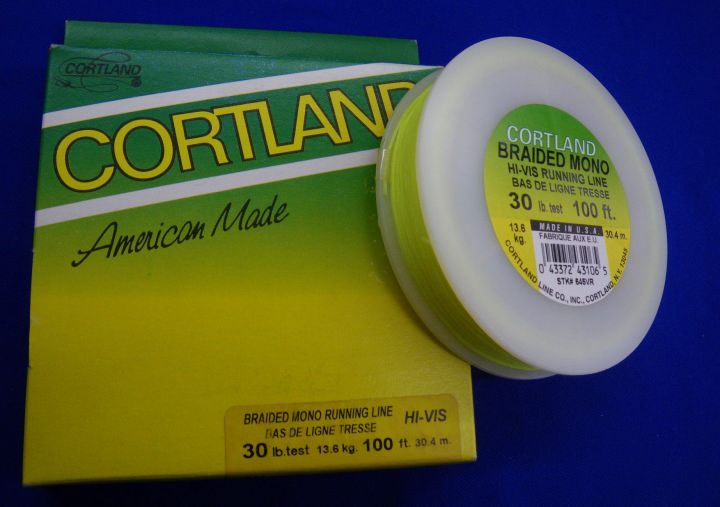 CORTLAND
CORTLAND
American Made
BRAIDED MONO RUNNING LINE HI-VIS
BAS DE LIGNE TRESSE
30 lb.test 13.6 kg. 100 ft. 30.4 m.
CORTLAND
BRAIDED MONO
HI-VIS RUNNING LINE
BAS DE LIGNE TRESSE
30 lb.test 100 ft.
13.6 kg. MADE IN U.S.A. 30.4 m.
FABRIQUE AUX E.U.
0 43372 43106 5
STK# 645VR
CORTLAND LINE CO., INC., CORTLAND, N.Y. 13045